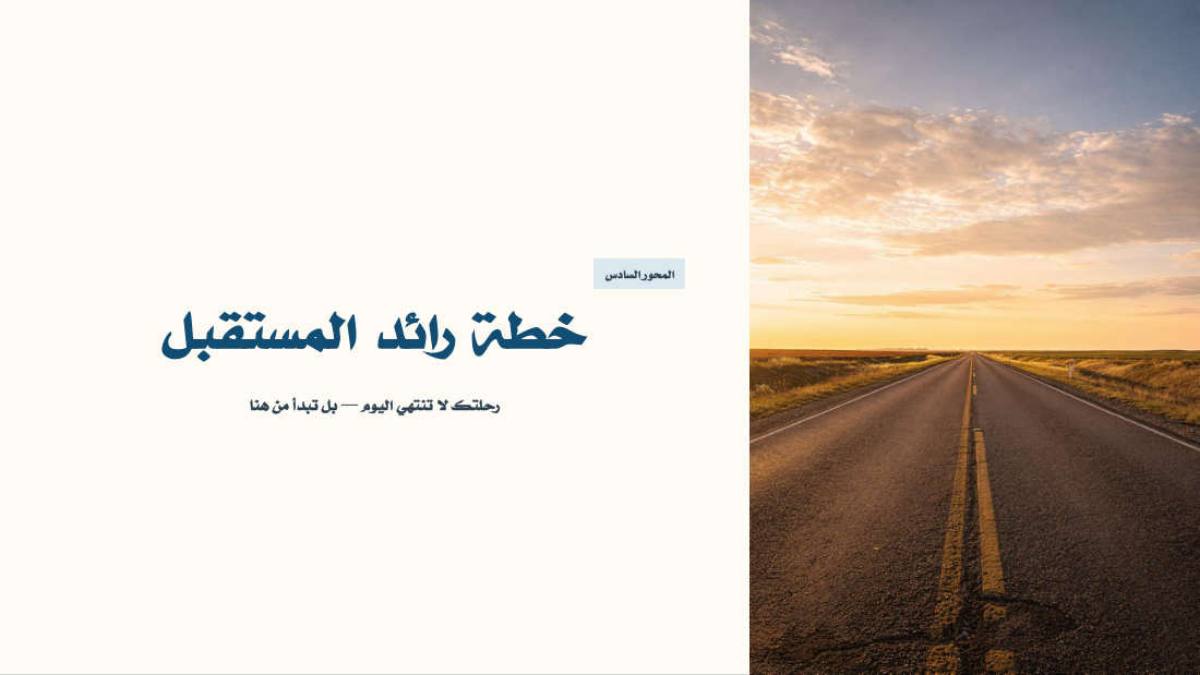 المحور السادس
خطة رائد المستقبل
رحلتك لا تنتهي اليوم — بل تبدأ من هنا